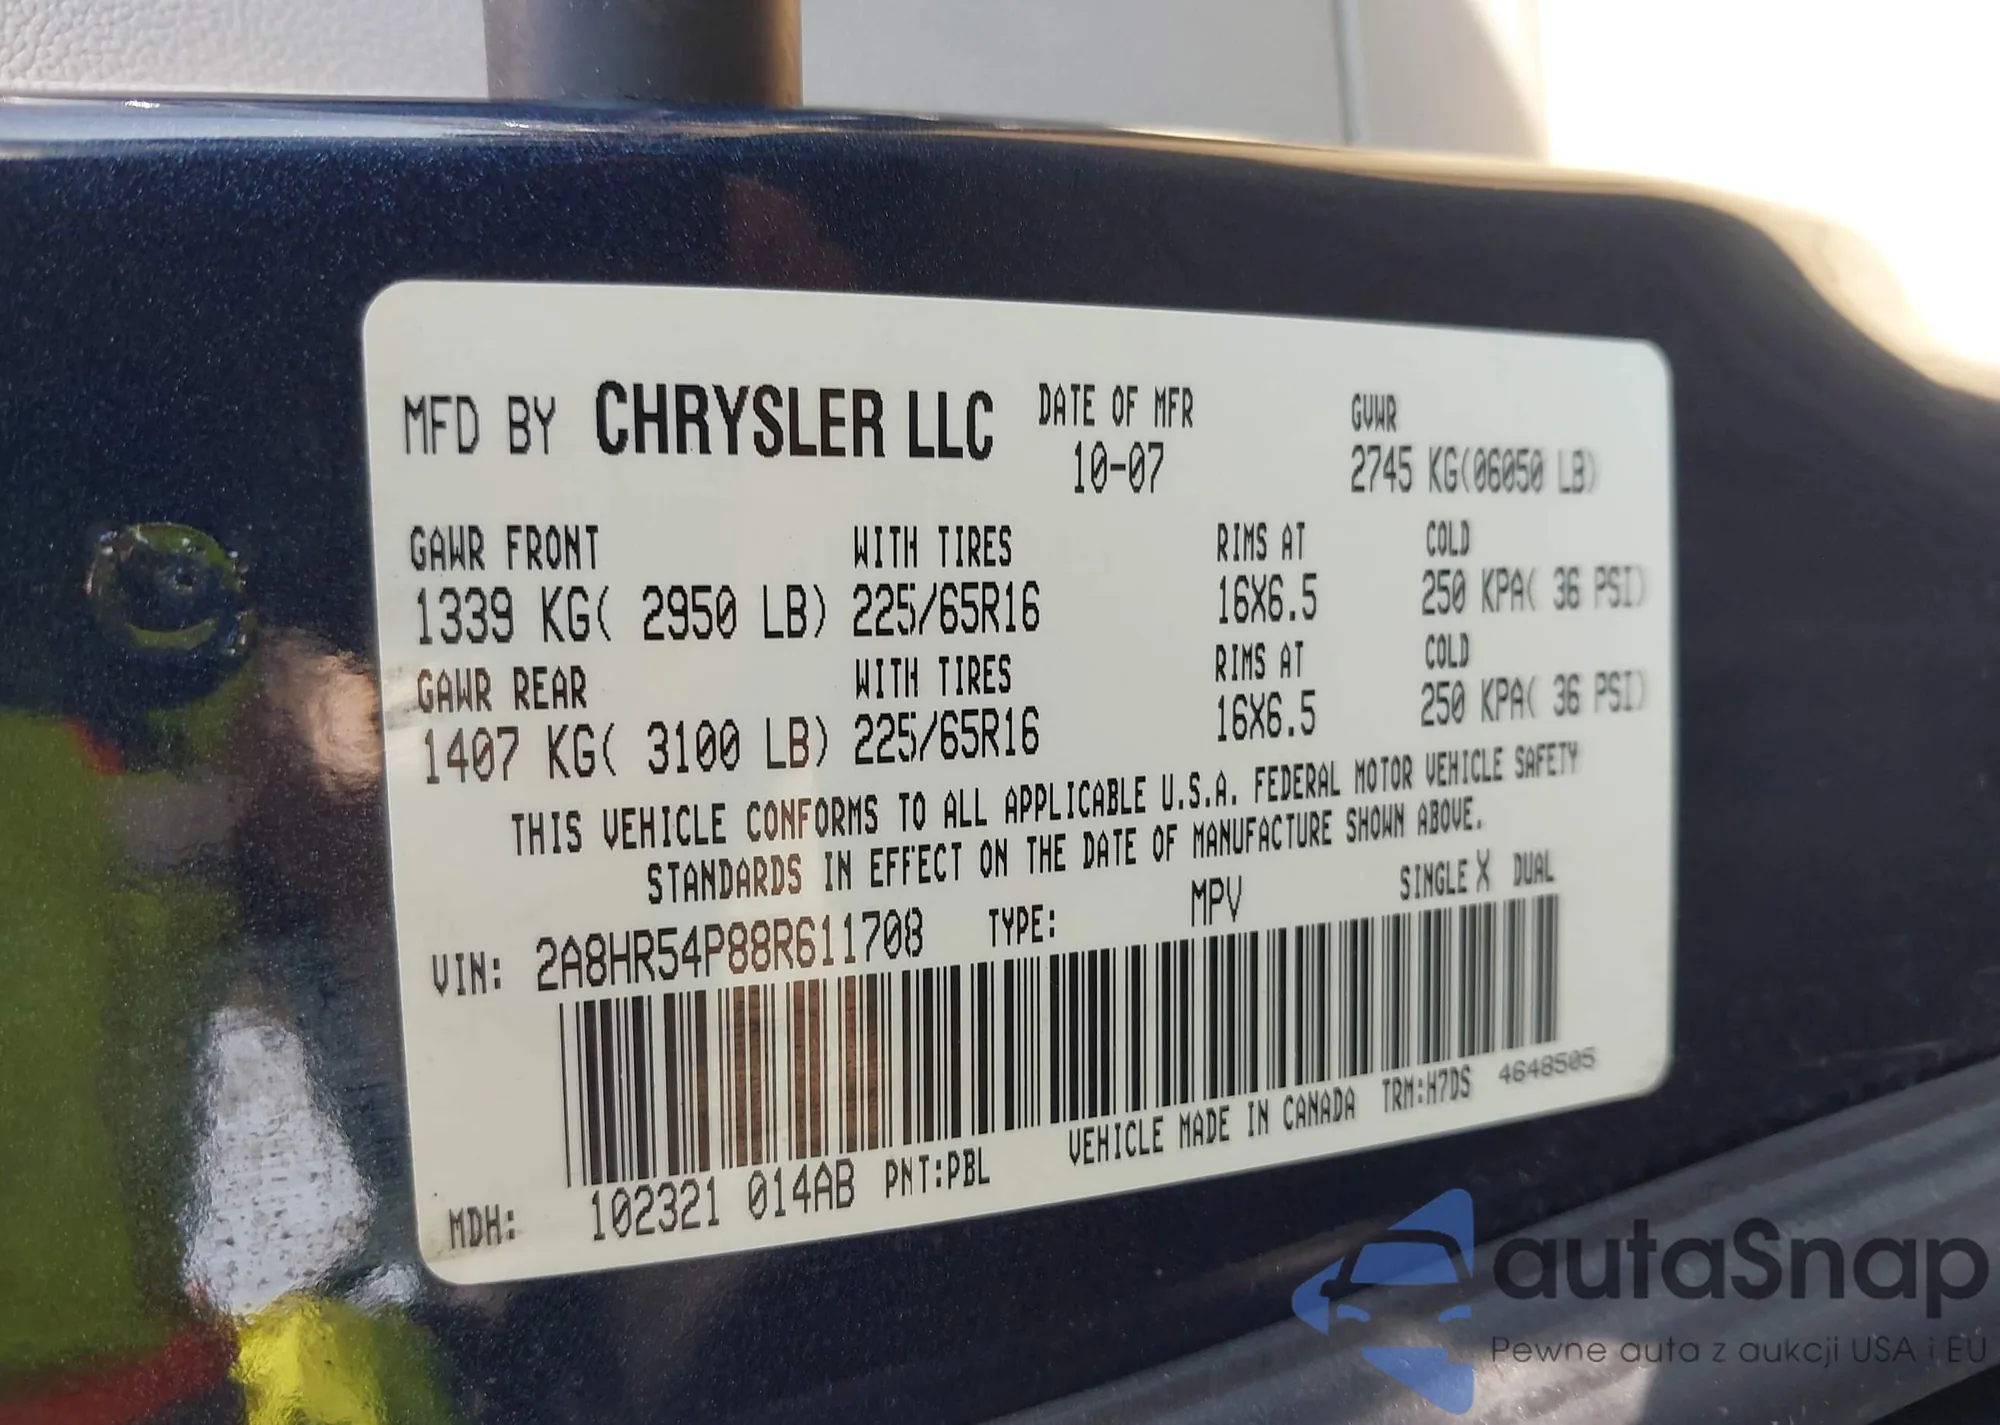 MFD BY CHRYSLER LLC DATE OF MFR GVWR
10-07 2745 KG(06050 LB)
GAWR FRONT WITH TIRES RIMS AT COLD
1339 KG( 2950 LB) 225/65R16 16X6.5 250 KPA( 36 PSI)
GAWR REAR WITH TIRES RIMS AT COLD
1407 KG( 3100 LB) 225/65R16 16X6.5 250 KPA( 36 PSI)
THIS VEHICLE CONFORMS TO ALL APPLICABLE U.S.A. FEDERAL MOTOR VEHICLE SAFETY
STANDARDS IN EFFECT ON THE DATE OF MANUFACTURE SHOWN ABOVE.
VIN: 2A8HR54P88R611708 TYPE: MPV SINGLE X DUAL
MDH: 102321 014AB PNT:PBL VEHICLE MADE IN CANADA TRM:H7DS 4648505
autaSnap
Pewne auta z aukcji USA i EU